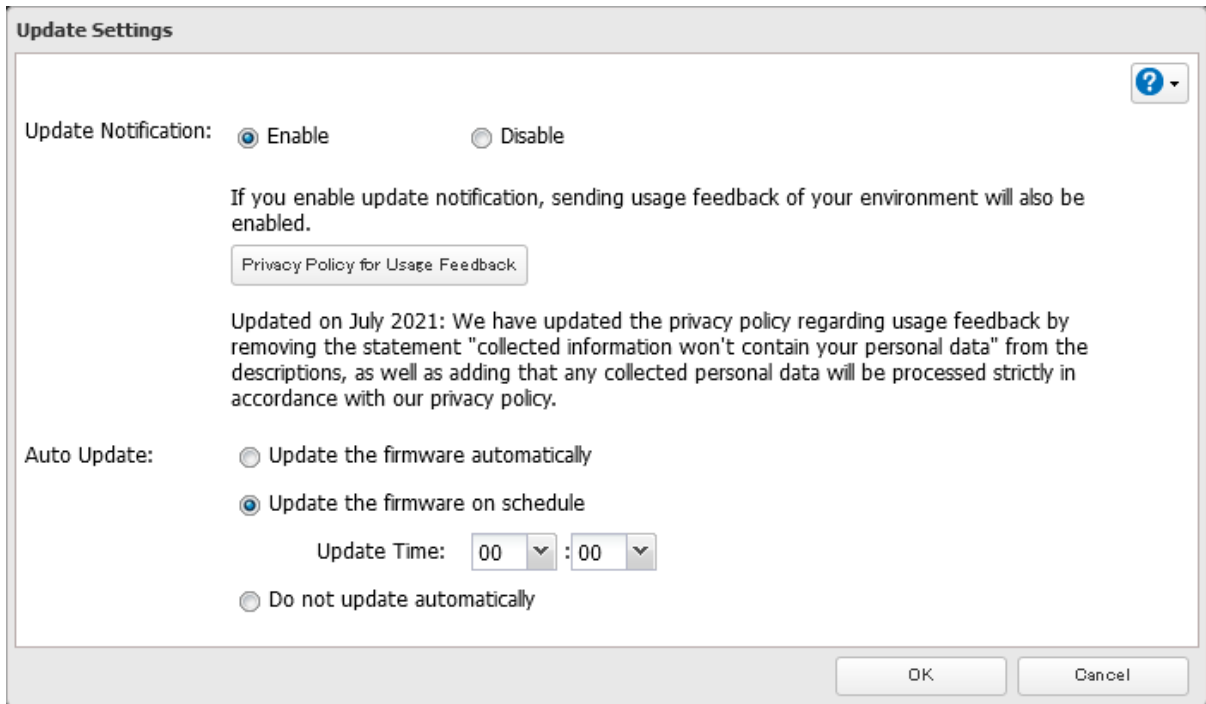 Update Settings
?
Update Notification: Enable Disable
If you enable update notification, sending usage feedback of your environment will also be
enabled.
Privacy Policy for Usage Feedback
Updated on July 2021: We have updated the privacy policy regarding usage feedback by
removing the statement "collected information won't contain your personal data" from the
descriptions, as well as adding that any collected personal data will be processed strictly in
accordance with our privacy policy.
Auto Update: Update the firmware automatically
Update the firmware on schedule
Update Time: 00 : 00
Do not update automatically
OK Cancel